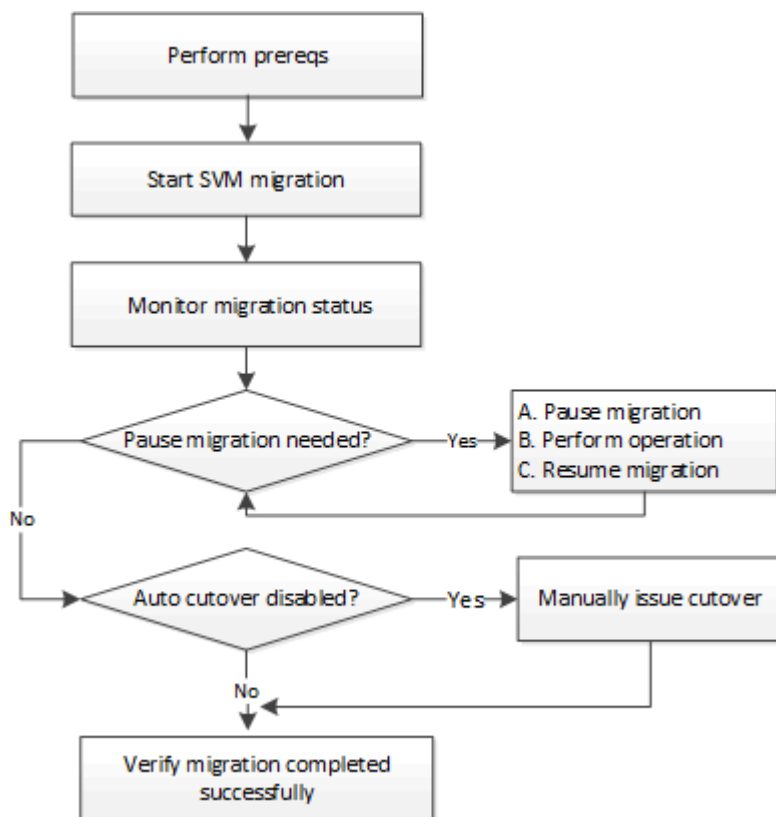 Perform prereqs
Start SVM migration
Monitor migration status
Pause migration needed?
Yes
A. Pause migration
B. Perform operation
C. Resume migration
No
Auto cutover disabled?
Yes
Manually issue cutover
No
Verify migration completed
successfully